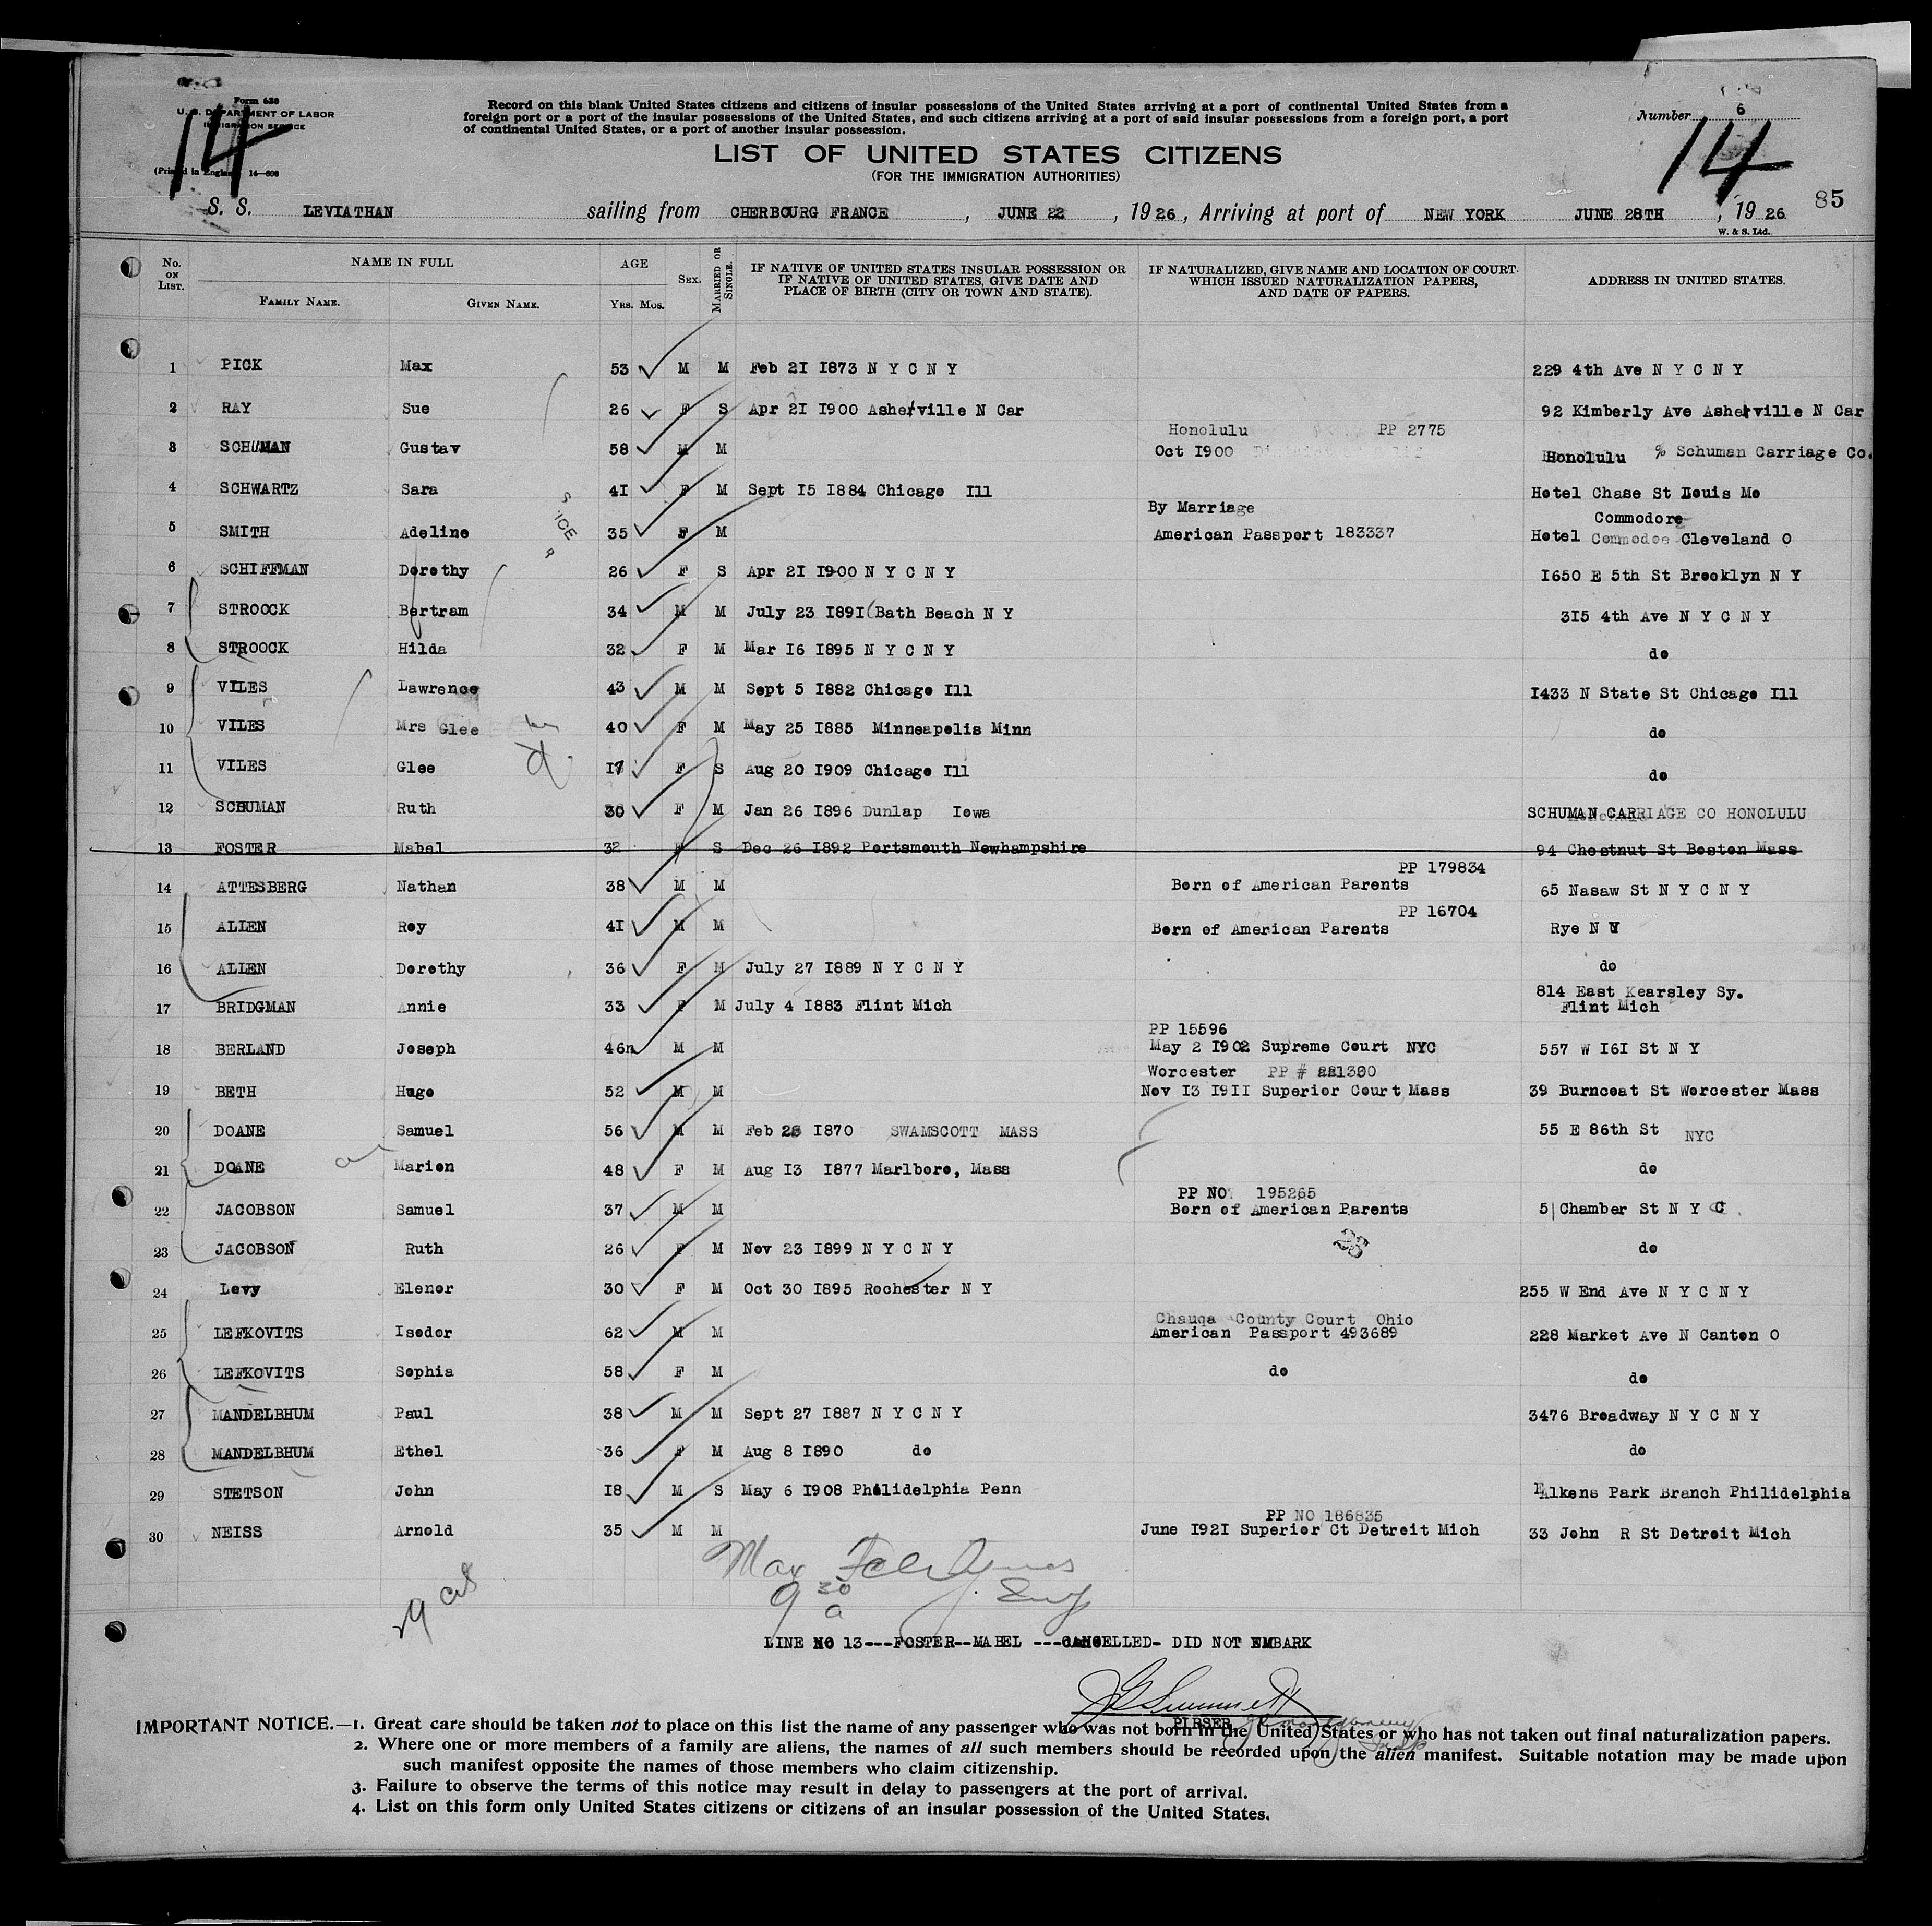 Form 630
U. S. DEPARTMENT OF LABOR
IMMIGRATION SERVICE
(Printed in England) 14—606
14
Record on this blank United States citizens and citizens of insular possessions of the United States arriving at a port of continental United States from a
foreign port or a port of the insular possessions of the United States, and such citizens arriving at a port of said insular possessions from a foreign port, a port
of continental United States, or a port of another insular possession.
Number 6
14
85
LIST OF UNITED STATES CITIZENS
(FOR THE IMMIGRATION AUTHORITIES)
S. S. LEVIATHAN sailing from CHERBOURG FRANCE, JUNE 22, 1926, Arriving at port of NEW YORK JUNE 28TH, 1926
W. & S. Ltd.
No. ON LIST. NAME IN FULL FAMILY NAME. GIVEN NAME. AGE YRS. MOS. SEX. MARRIED OR SINGLE. IF NATIVE OF UNITED STATES INSULAR POSSESSION OR IF NATIVE OF UNITED STATES, GIVE DATE AND PLACE OF BIRTH (CITY OR TOWN AND STATE). IF NATURALIZED, GIVE NAME AND LOCATION OF COURT WHICH ISSUED NATURALIZATION PAPERS, AND DATE OF PAPERS. ADDRESS IN UNITED STATES.
1 PICK Max 53 M M Feb 21 1873 N Y C N Y 229 4th Ave N Y C N Y
2 RAY Sue 26 F S Apr 21 1900 Asheville N Car 92 Kimberly Ave Asheville N Car
Honolulu PP 2775
3 SCHUMAN Gustav 58 M M Oct 1900 Honolulu % Schuman Carriage Co.
4 SCHWARTZ Sara 41 F M Sept 15 1884 Chicago Ill Hotel Chase St Louis Mo
By Marriage Commodore
5 SMITH Adeline 35 F M American Passport 183337 Hotel Commodoe Cleveland O
6 SCHIFFMAN Dorothy 26 F S Apr 21 1900 N Y C N Y 1650 E 5th St Brooklyn N Y
7 STROOCK Bertram 34 M M July 23 1891 Bath Beach N Y 315 4th Ave N Y C N Y
8 STROOCK Hilda 32 F M Mar 16 1895 N Y C N Y do
9 VILES Lawrence 43 M M Sept 5 1882 Chicago Ill 1433 N State St Chicago Ill
10 VILES Mrs Glee 40 F M May 25 1885 Minneapolis Minn do
11 VILES Glee 17 F S Aug 20 1909 Chicago Ill do
12 SCHUMAN Ruth 30 F M Jan 26 1896 Dunlap Iowa SCHUMAN CARRIAGE CO HONOLULU
13 FOSTER Mabel 32 F S Dec 26 1892 Portsmouth Newhampshire 94 Chestnut St Boston Mass
PP 179834
14 ATTESBERG Nathan 38 M M Born of American Parents 65 Nasaw St N Y C N Y
PP 16704
15 ALLEN Roy 41 M M Born of American Parents Rye N Y
16 ALLEN Dorothy 36 F M July 27 1889 N Y C N Y do
814 East Kearsley Sy.
17 BRIDGMAN Annie 33 F M July 4 1883 Flint Mich Flint Mich
PP 15596
18 BERLAND Joseph 46 M M May 2 1902 Supreme Court NYC 557 W 161 St N Y
Worcester PP #
19 BETH Hugo 52 M M Nov 13 1911 Superior Court Mass 39 Burncoat St Worcester Mass
20 DOANE Samuel 56 M M Feb 1870 SWAMSCOTT MASS 55 E 86th St NYC
21 DOANE Marion 48 F M Aug 13 1877 Marlboro, Mass do
PP NO 195265
22 JACOBSON Samuel 37 M M Born of American Parents 5 Chamber St N Y C
23 JACOBSON Ruth 26 F M Nov 23 1899 N Y C N Y do
24 Levy Elenor 30 F M Oct 30 1895 Rochester N Y 255 W End Ave N Y C N Y
Chauqa County Court Ohio
25 LEFKOVITS Isodor 62 M M American Passport 493689 228 Market Ave N Canton O
26 LEFKOVITS Sophia 58 F M do do
27 MANDELBHUM Paul 38 M M Sept 27 1887 N Y C N Y 3476 Broadway N Y C N Y
28 MANDELBHUM Ethel 36 F M Aug 8 1890 do do
29 STETSON John 18 M S May 6 1908 Philidelphia Penn Elkens Park Branch Philidelphia
PP NO 186835
30 NEISS Arnold 35 M M June 1921 Superior Ct Detroit Mich 33 John R St Detroit Mich
LINE NO 13---FOSTER--MABEL ---CANCELLED- DID NOT EMBARK
PURSER
IMPORTANT NOTICE.—1. Great care should be taken not to place on this list the name of any passenger who was not born in the United States or who has not taken out final naturalization papers.
2. Where one or more members of a family are aliens, the names of all such members should be recorded upon the alien manifest. Suitable notation may be made upon
such manifest opposite the names of those members who claim citizenship.
3. Failure to observe the terms of this notice may result in delay to passengers at the port of arrival.
4. List on this form only United States citizens or citizens of an insular possession of the United States.